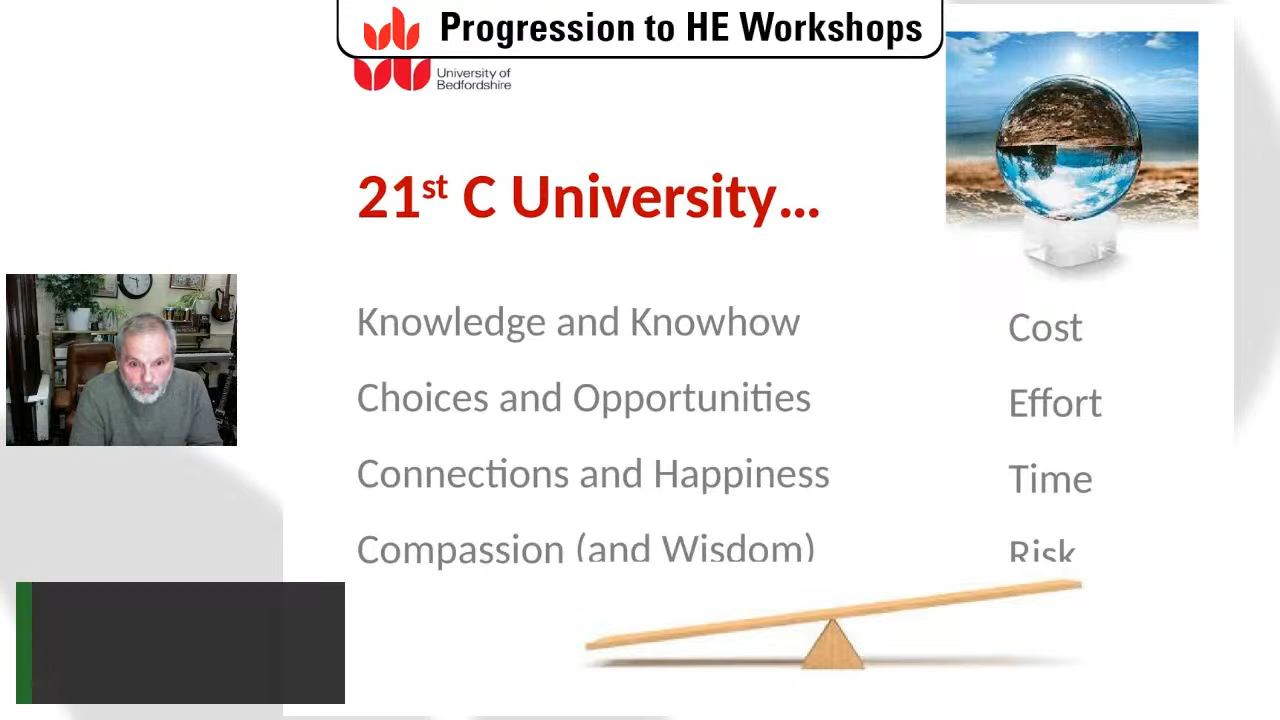 Progression to HE Workshops
University of
Bedfordshire
21st C University...
Knowledge and Knowhow
Cost
Choices and Opportunities
Effort
Connections and Happiness
Time
Compassion (and Wisdom)
Risk